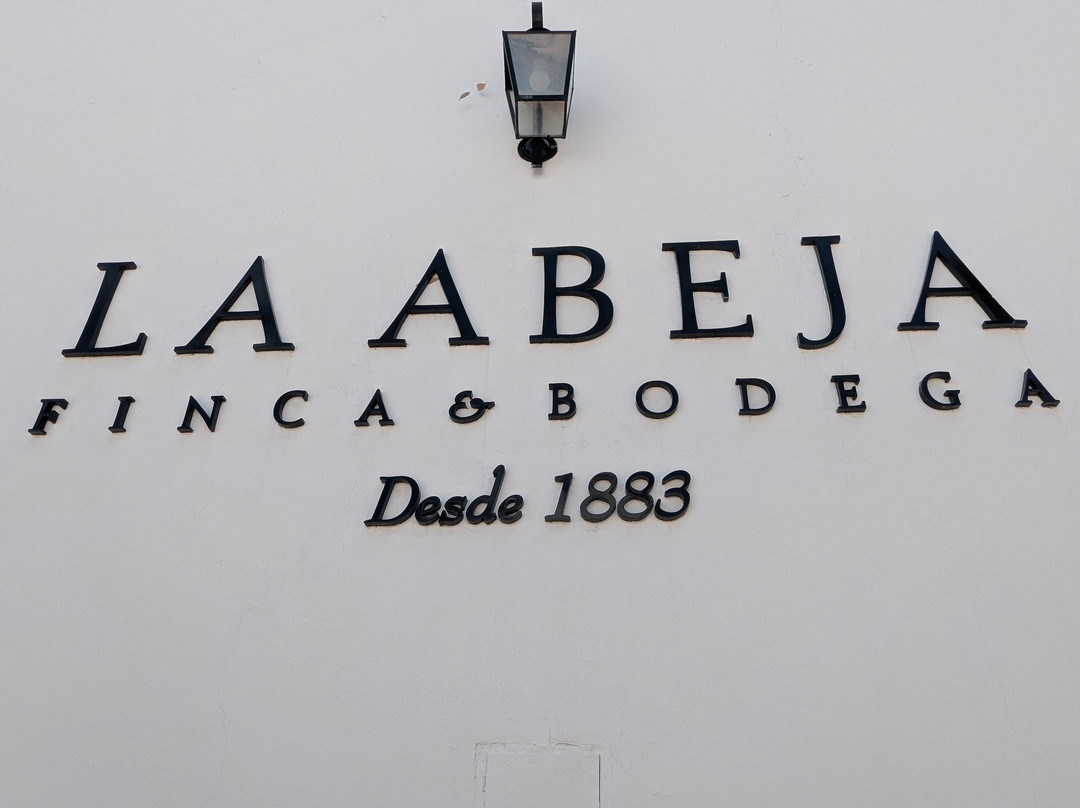 LA ABEJA
FINCA & BODEGA
Desde 1883